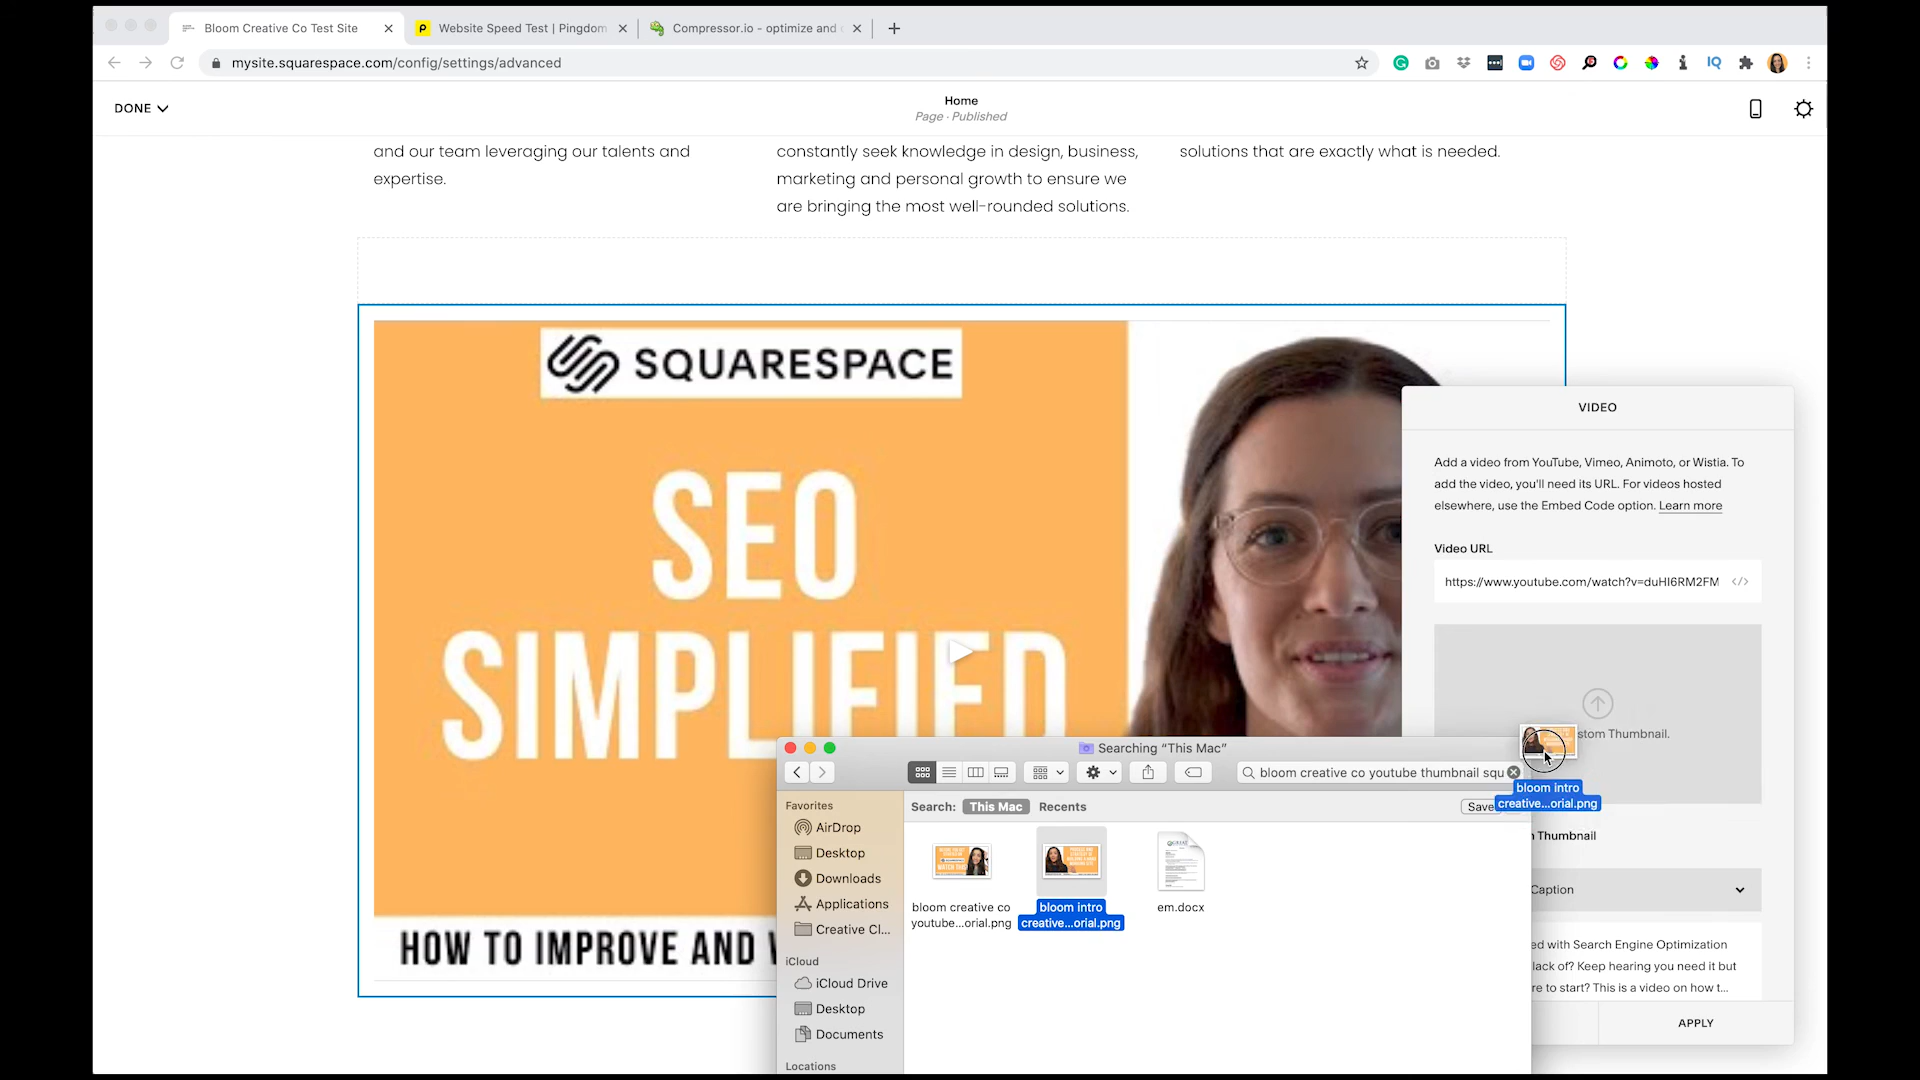 Bloom Creative Co Test Site
Website Speed Test | Pingdom
Compressor.io - optimize and
mysite.squarespace.com/config/settings/advanced
IQ
DONE
Home
Page · Published
and our team leveraging our talents and
expertise.
constantly seek knowledge in design, business,
marketing and personal growth to ensure we
are bringing the most well-rounded solutions.
solutions that are exactly what is needed.
SQUARESPACE
SEO
SIMPLIFIED
HOW TO IMPROVE AND
VIDEO
Add a video from YouTube, Vimeo, Animoto, or Wistia. To
add the video, you'll need its URL. For videos hosted
elsewhere, use the Embed Code option. Learn more
Video URL
https://www.youtube.com/watch?v=duHI6RM2FM
</>
stom Thumbnail.
bloom intro
creative...orial.png
Thumbnail
Caption
ed with Search Engine Optimization
lack of? Keep hearing you need it but
re to start? This is a video on how t...
APPLY
Searching “This Mac”
bloom creative co youtube thumbnail squ
Search: This Mac Recents
Save
Favorites
AirDrop
Desktop
Downloads
Applications
Creative Cl...
iCloud
iCloud Drive
Desktop
Documents
Locations
WATCH THIS
bloom creative co
youtube...orial.png
bloom intro
creative...orial.png
em.docx